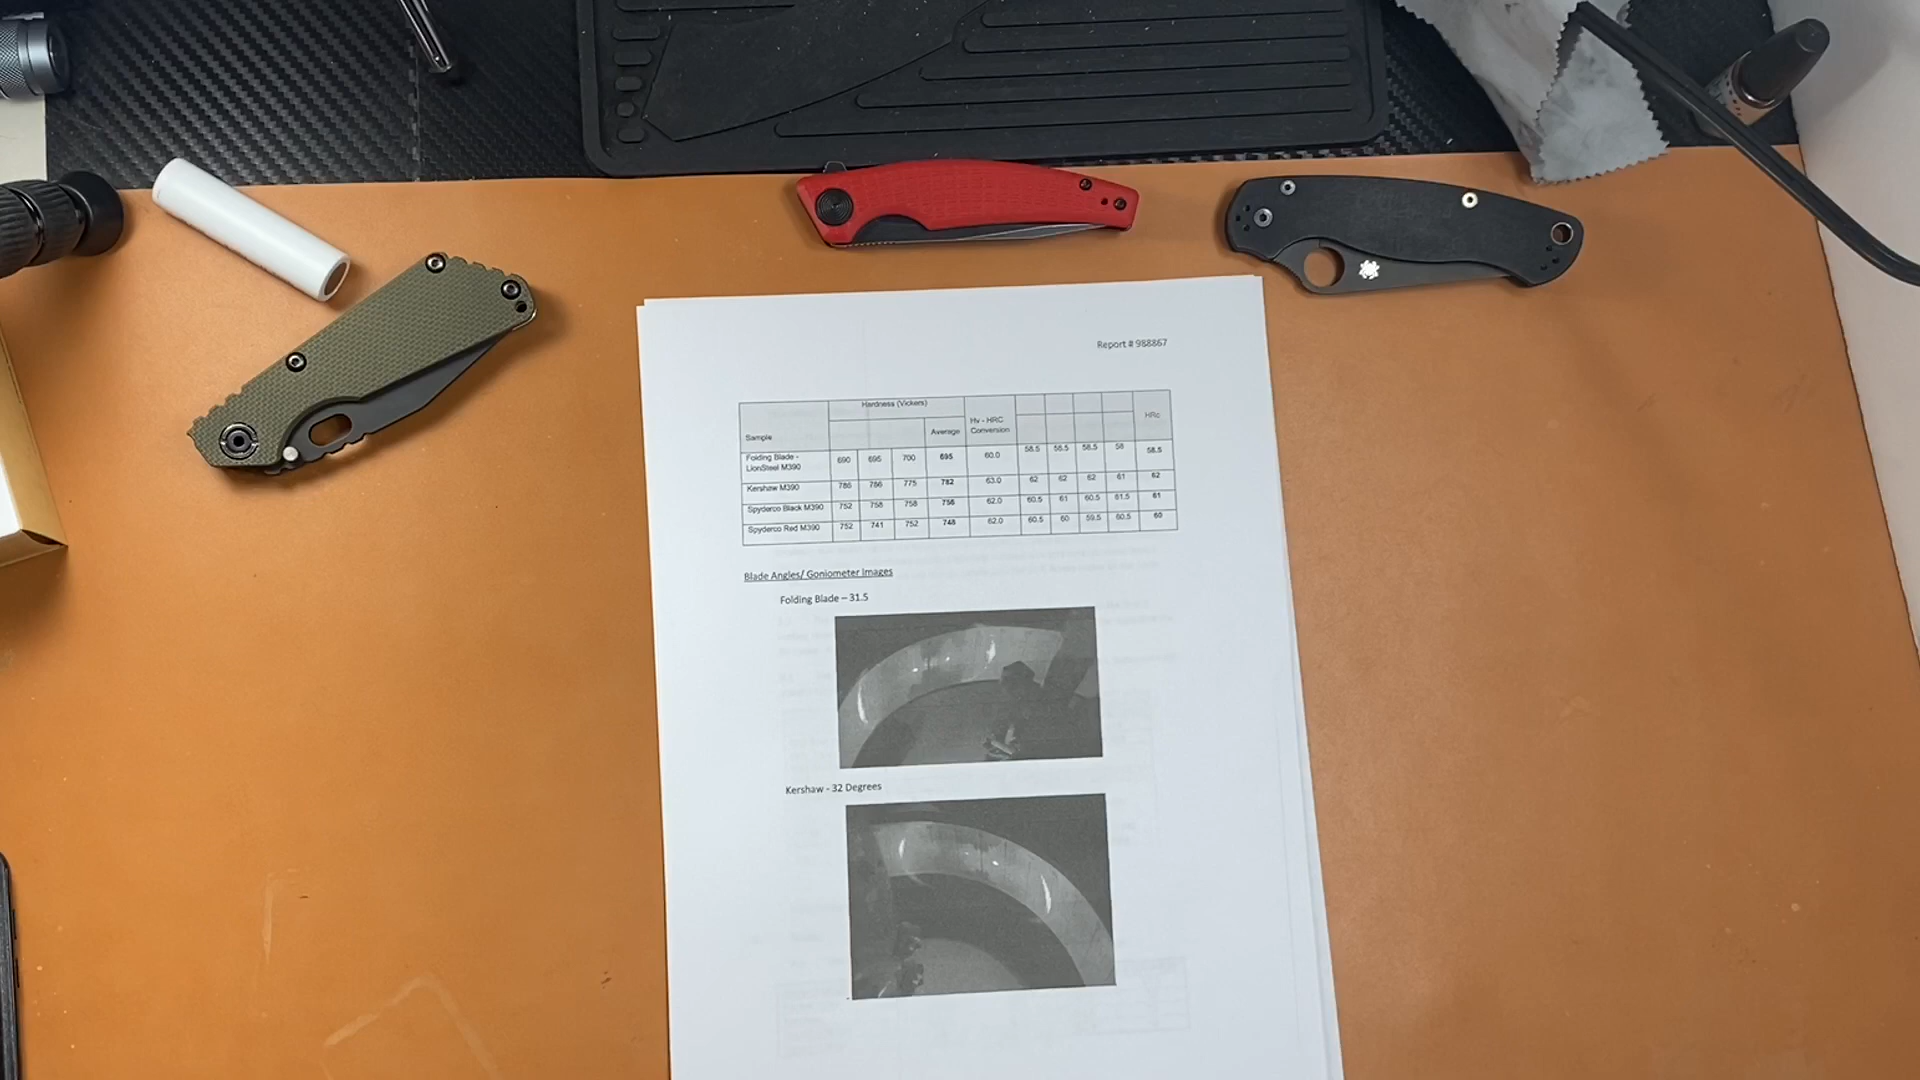 Report # 988867
Hardness (Vickers)
Sample
Average
Hv - HRC
Conversion
HRc
Folding Blade -
LionSteel M390
690 695 700 695 60.0 58.5 58.5 58.5 58 58.5
Kershaw M390 786 786 775 782 63.0 62 62 62 61 62
Spyderco Black M390 752 758 758 756 62.0 60.5 61 60.5 61.5 61
Spyderco Red M390 752 741 752 748 62.0 60.5 60 59.5 60.5 60
Blade Angles/ Goniometer Images
Folding Blade – 31.5
Kershaw - 32 Degrees